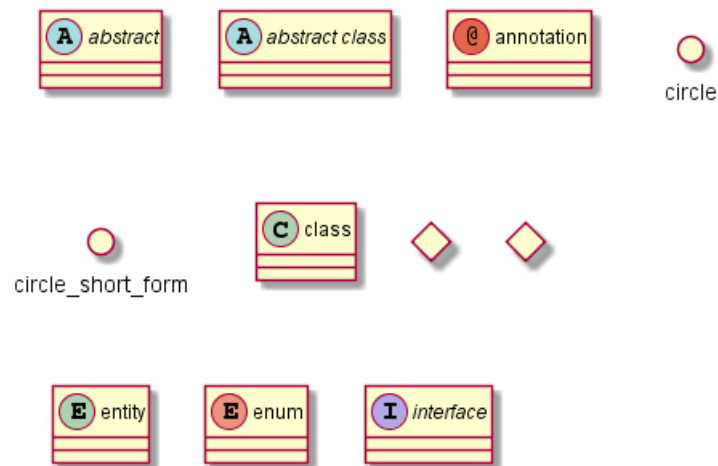 A abstract
A abstract class
@ annotation
circle
circle_short_form
C class
E entity
E enum
I interface